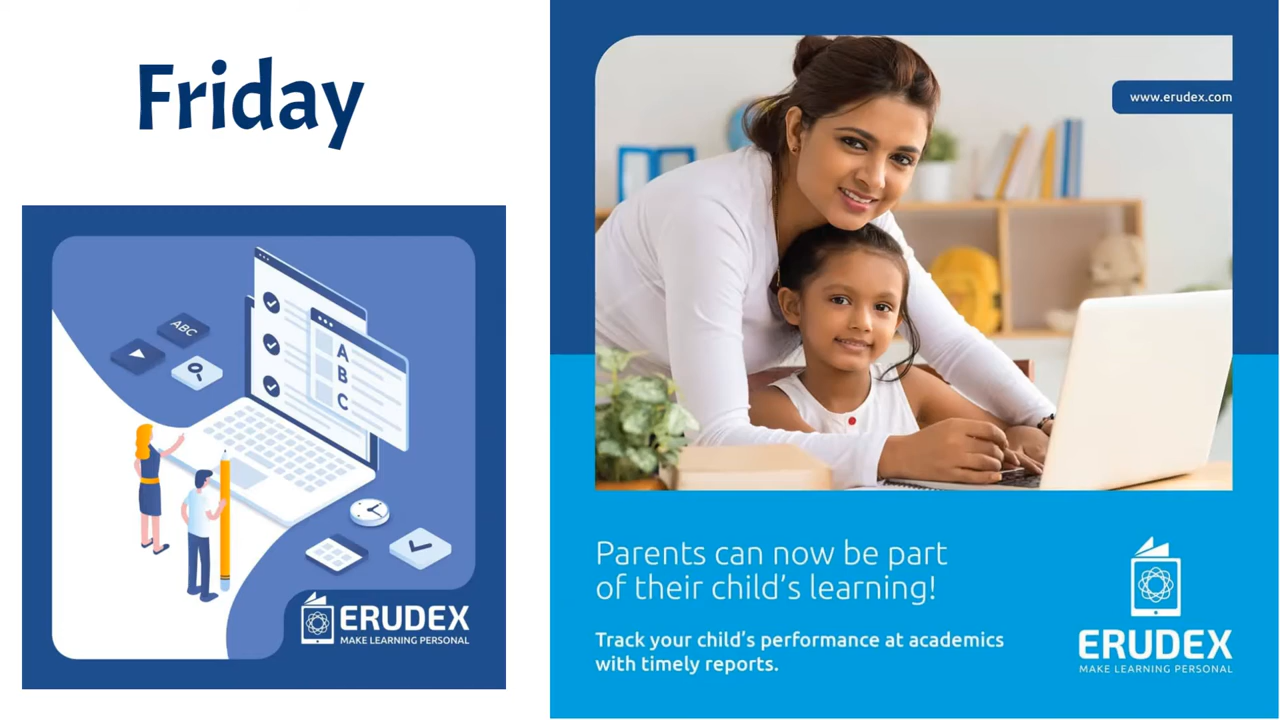 Friday
ABC
A
B
C
ERUDEX
MAKE LEARNING PERSONAL
www.erudex.com
Parents can now be part
of their child's learning!
Track your child's performance at academics
with timely reports.
ERUDEX
MAKE LEARNING PERSONAL